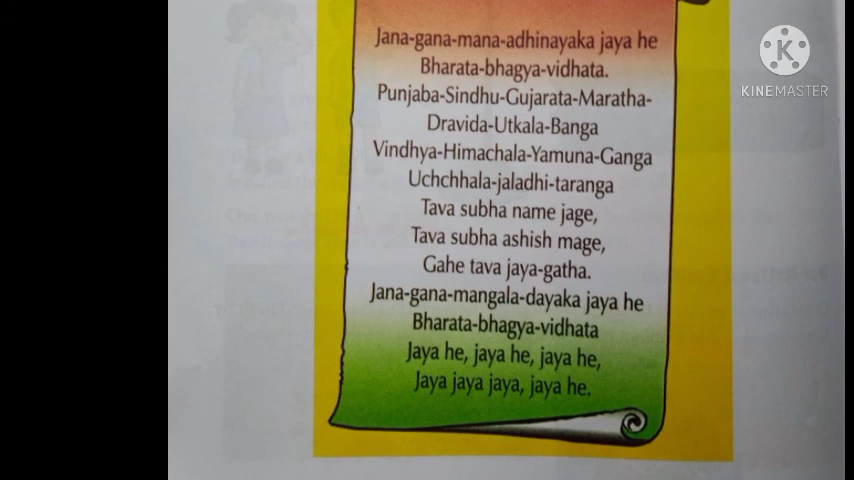 Jana-gana-mana-adhinayaka jaya he
Bharata-bhagya-vidhata.
Punjaba-Sindhu-Gujarata-Maratha-
Dravida-Utkala-Banga
Vindhya-Himachala-Yamuna-Ganga
Uchchhala-jaladhi-taranga
Tava subha name jage,
Tava subha ashish mage,
Gahe tava jaya-gatha.
Jana-gana-mangala-dayaka jaya he
Bharata-bhagya-vidhata
Jaya he, jaya he, jaya he,
Jaya jaya jaya, jaya he.
K
KINEMASTER